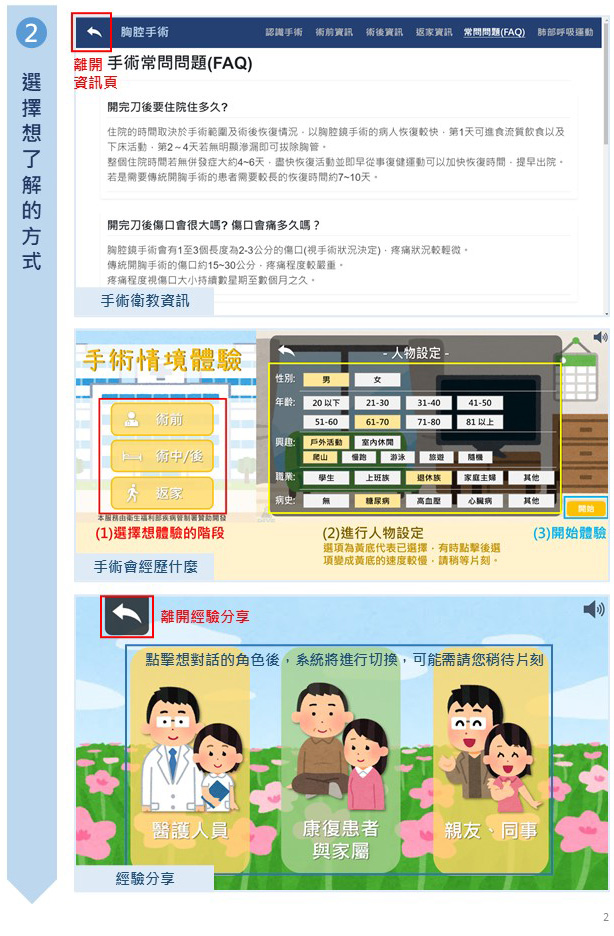 2
選擇想了解的方式
胸腔手術
認識手術 術前資訊 術後資訊 返家資訊 常問問題(FAQ) 肺部呼吸運動
離開
資訊頁
手術常問問題(FAQ)
開完刀後要住院住多久?
住院的時間取決於手術範圍及術後恢復情況，以胸腔鏡手術的病人恢復較快，第1天可進食流質飲食以及
下床活動，第2～4天若無明顯滲漏即可拔除胸管。
整個住院時間若無併發症大約4~6天，盡快恢復活動並即早從事復健運動可以加快恢復時間，提早出院。
若是需要傳統開胸手術的患者需要較長的恢復時間約7~10天。
開完刀後傷口會很大嗎? 傷口會痛多久嗎？
胸腔鏡手術會有1至3個長度為2-3公分的傷口(視手術狀況決定)，疼痛狀況較輕微。
傳統開胸手術的傷口約15~30公分，疼痛程度較嚴重。
疼痛程度視傷口大小持續數星期至數個月之久。
手術衛教資訊
手術情境體驗
術前
術中/後
返家
本服務由衛生福利部疾病管制署贊助開發
(1)選擇想體驗的階段
- 人物設定 -
性別: 男 女
年齡: 20 以下 21-30 31-40 41-50
51-60 61-70 71-80 81 以上
興趣: 戶外活動 室內休閒
爬山 慢跑 游泳 旅遊 隨機
職業: 學生 上班族 退休族 家庭主婦 其他
病史: 無 糖尿病 高血壓 心臟病 其他
開始
(2)進行人物設定
選項為黃底代表已選擇，有時點擊後選
項變成黃底的速度較慢，請稍等片刻。
(3)開始體驗
手術會經歷什麼
離開經驗分享
點擊想對話的角色後，系統將進行切換，可能需請您稍待片刻
醫護人員
康復患者
與家屬
親友、同事
經驗分享
2